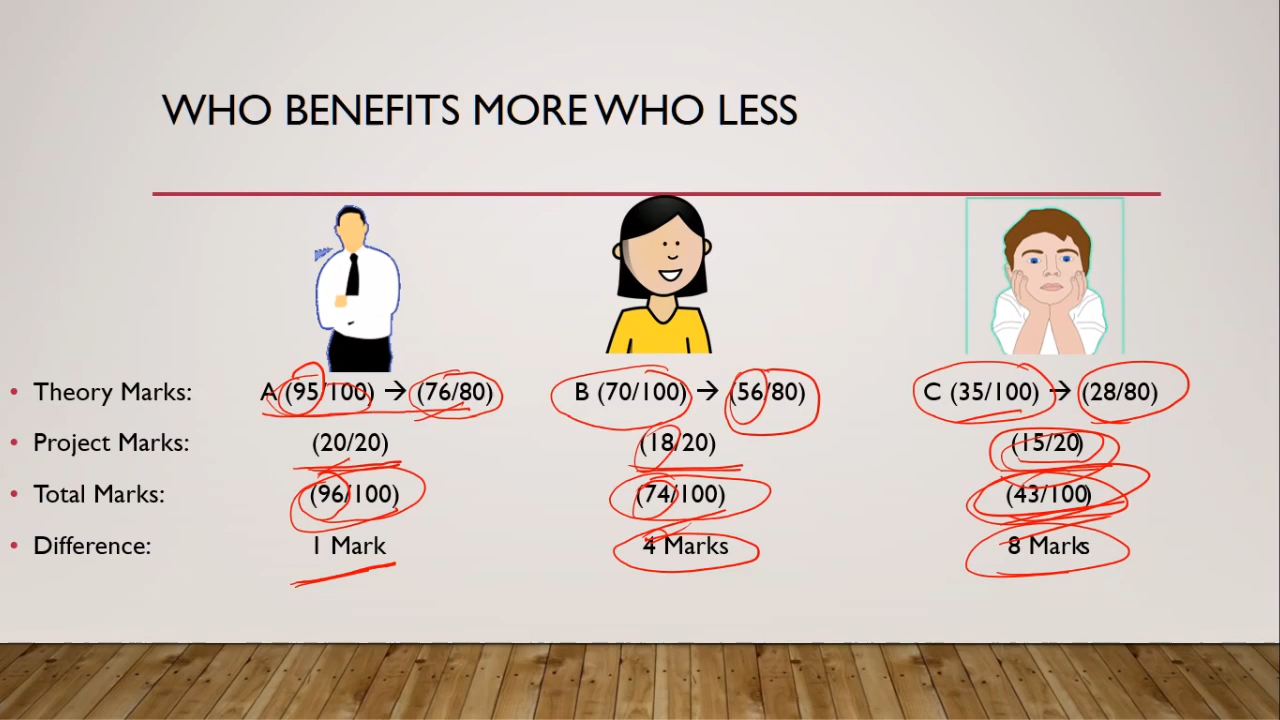 WHO BENEFITS MORE WHO LESS
• Theory Marks: A (95/100) → (76/80) B (70/100) → (56/80) C (35/100) → (28/80)
• Project Marks: (20/20) (18/20) (15/20)
• Total Marks: (96/100) (74/100) (43/100)
• Difference: 1 Mark 4 Marks 8 Marks